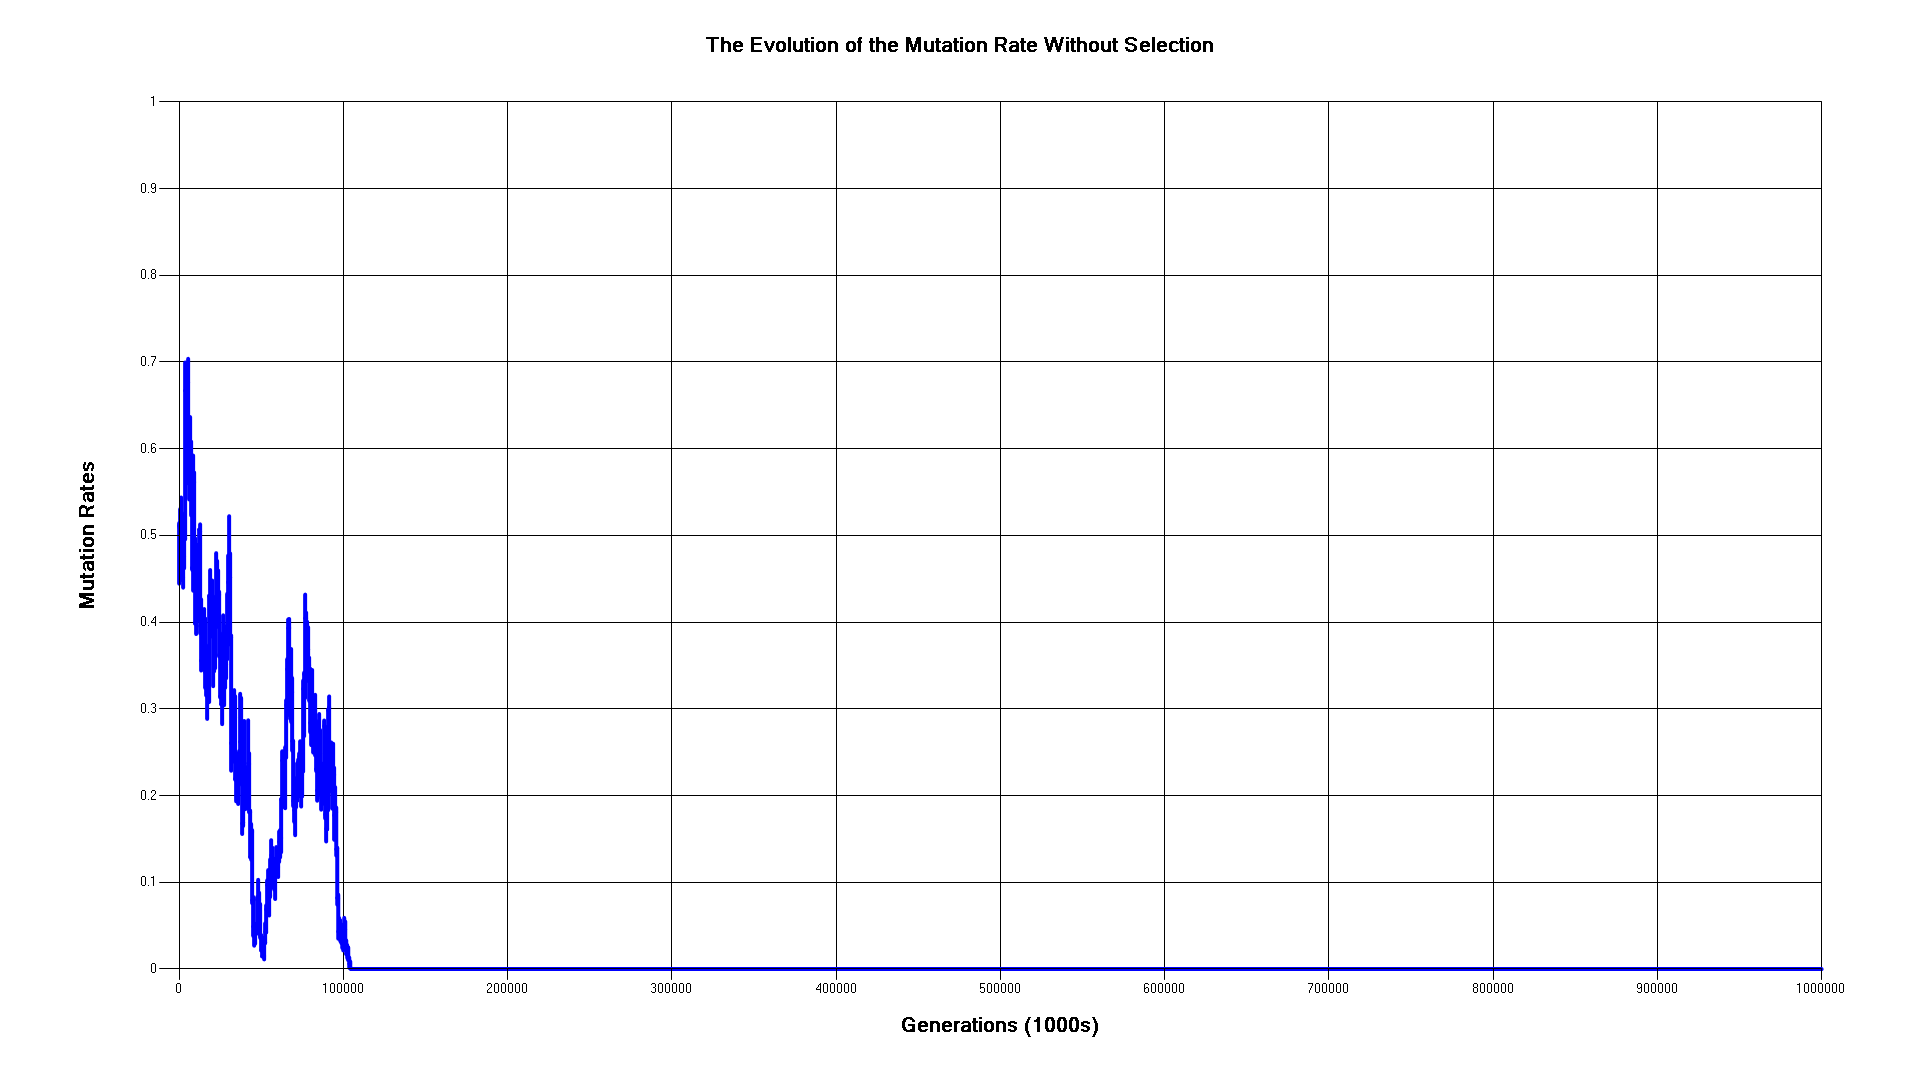 The Evolution of the Mutation Rate Without Selection
1
0.9
0.8
0.7
0.6
0.5
0.4
0.3
0.2
0.1
0
Mutation Rates
0 100000 200000 300000 400000 500000 600000 700000 800000 900000 1000000
Generations (1000s)